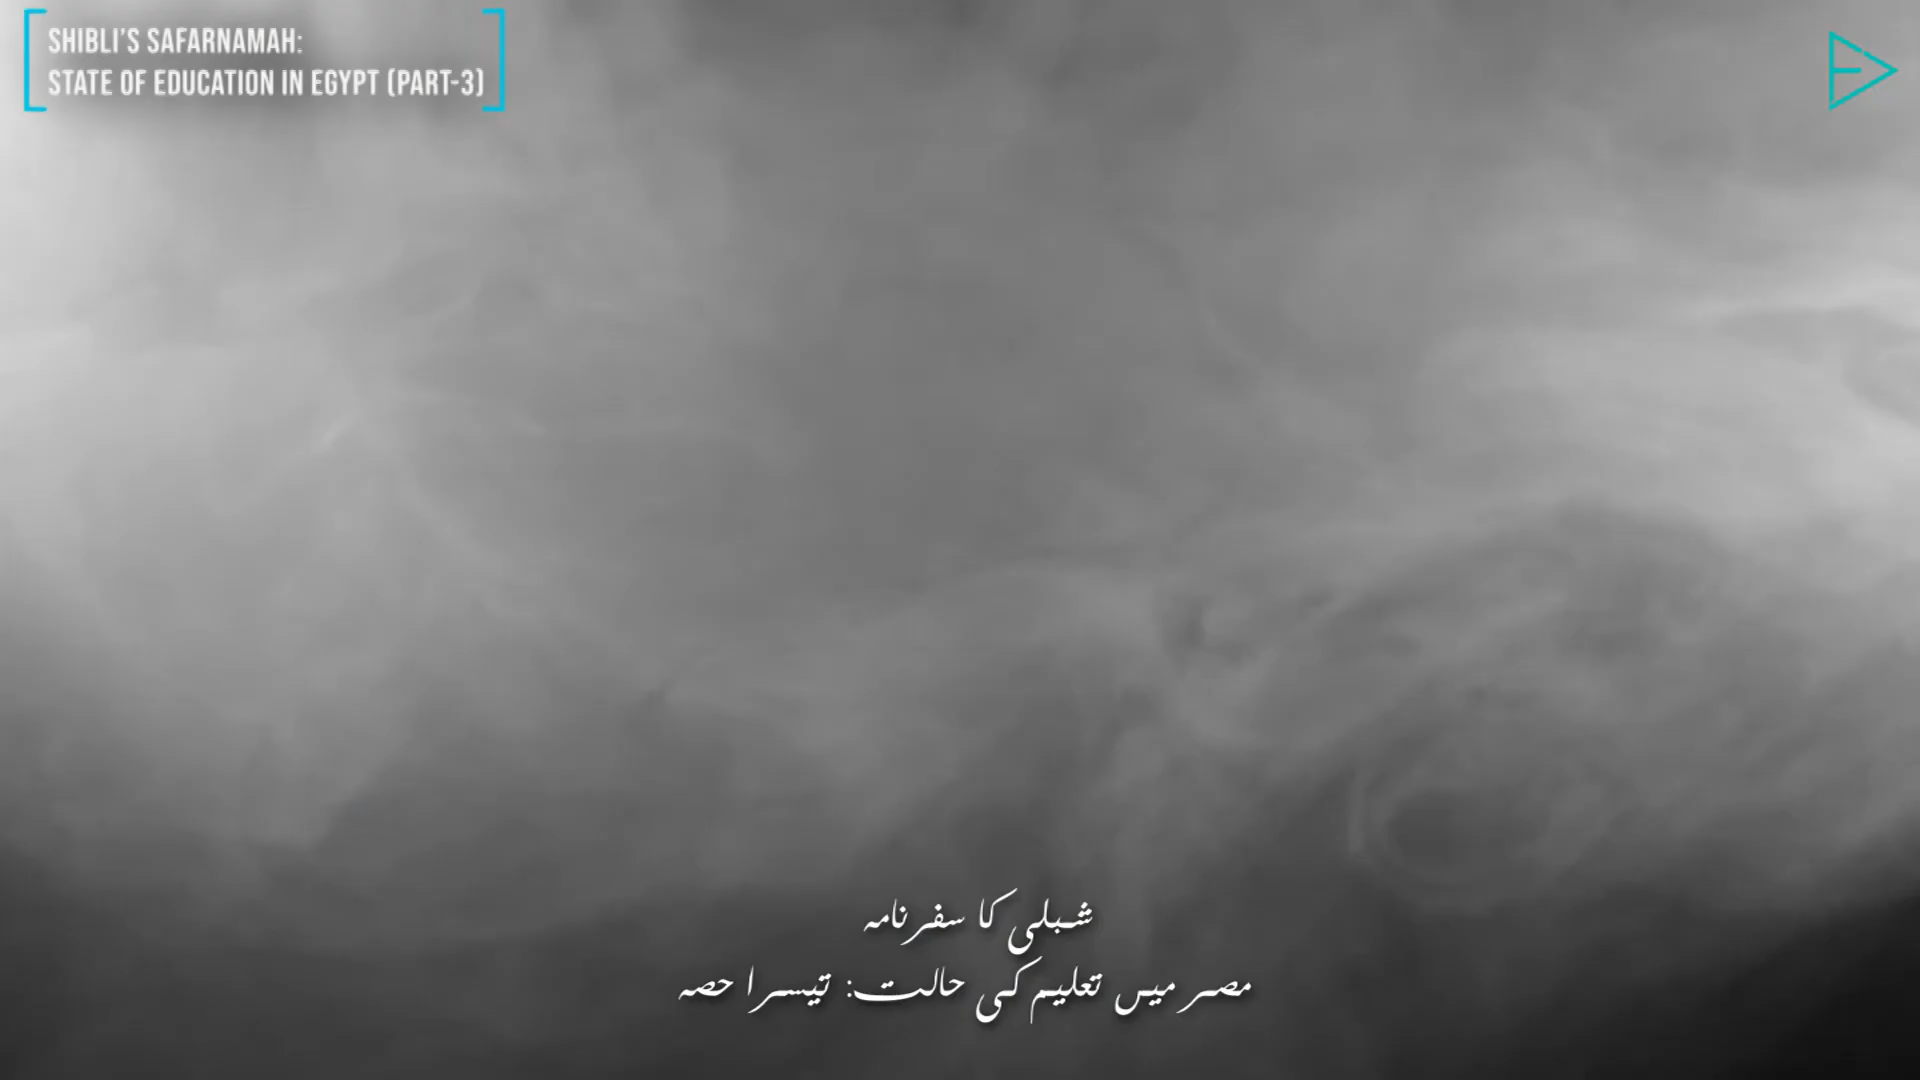 SHIBLI'S SAFARNAMAH:
STATE OF EDUCATION IN EGYPT (PART-3)
شبلی کا سفرنامہ
مصر میں تعلیم کی حالت: تیسرا حصہ